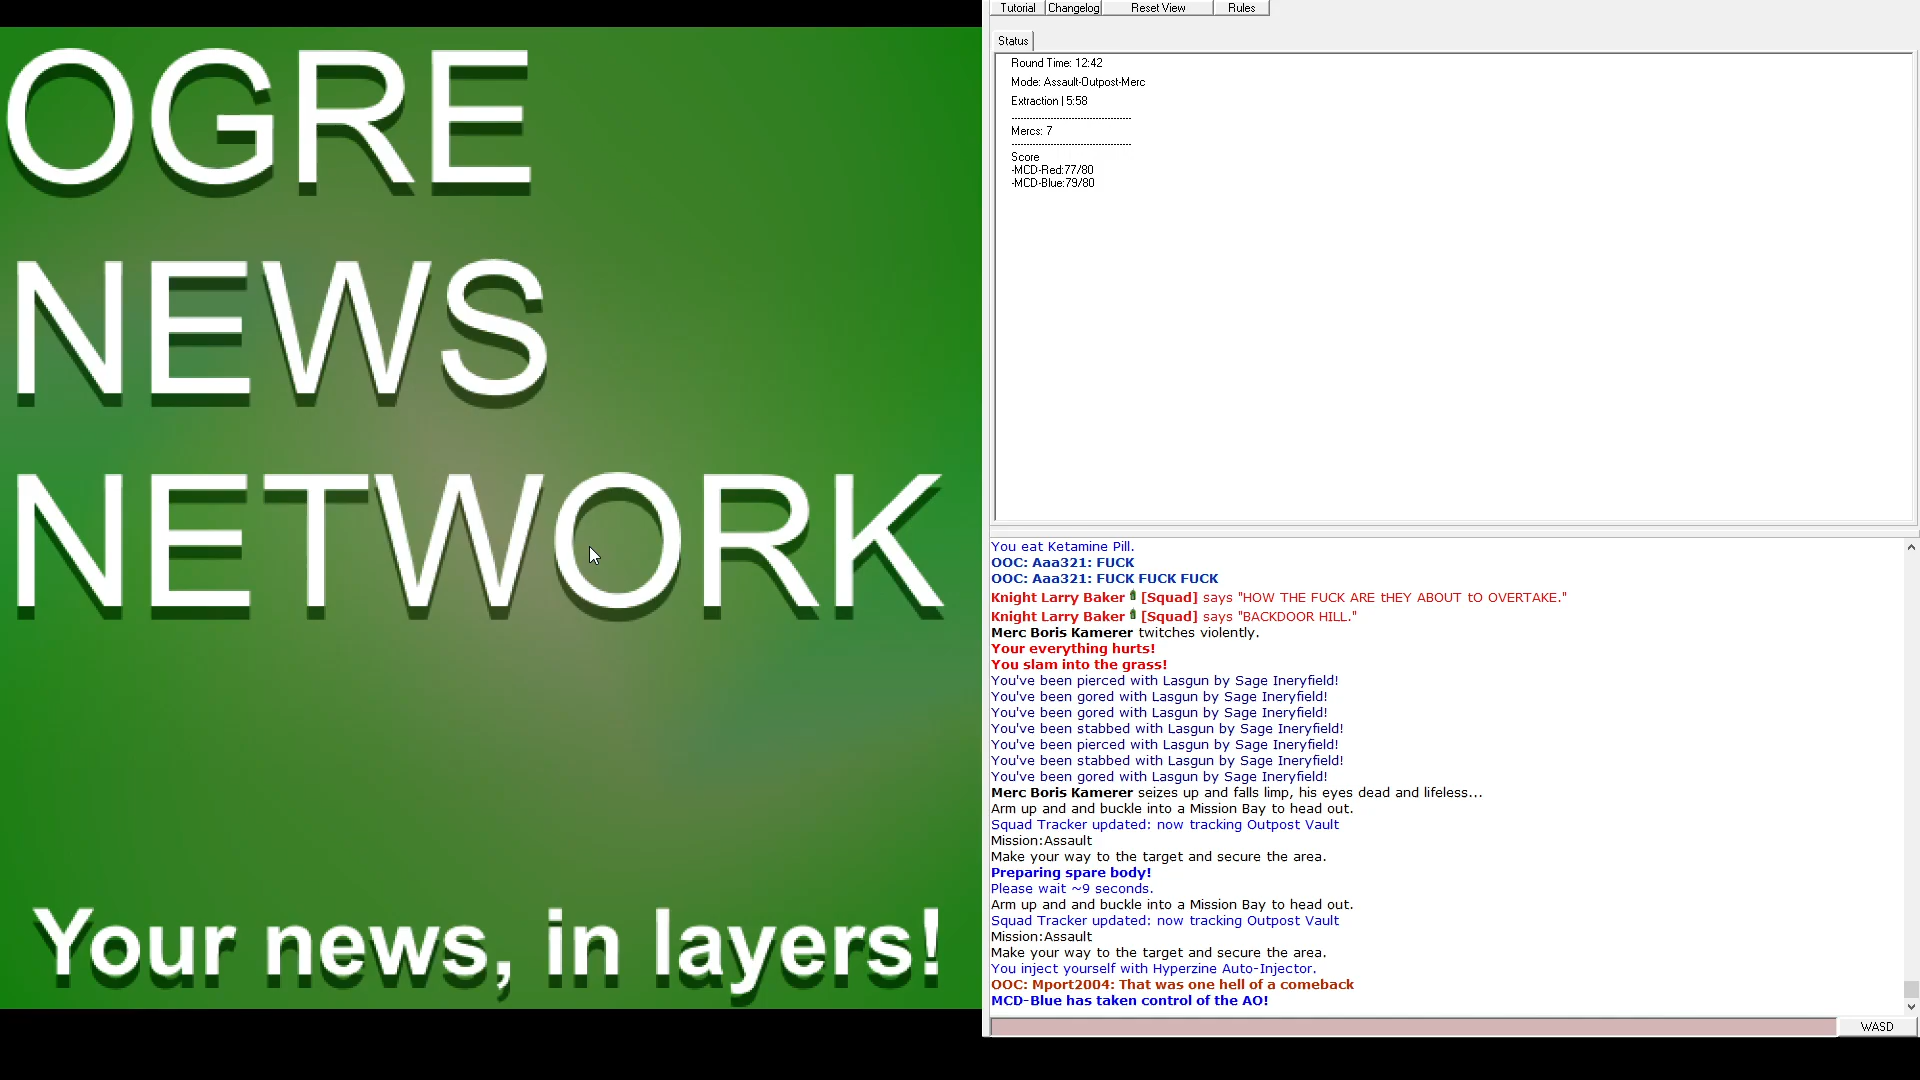 OGRE
NEWS
NETWORK
Your news, in layers!
Tutorial Changelog Reset View Rules
Status
Round Time: 12:42
Mode: Assault-Outpost-Merc
Extraction | 5:58
----------------------------------------
Mercs: 7
----------------------------------------
Score
-MCD-Red:77/80
-MCD-Blue:79/80
You eat Ketamine Pill.
OOC: Aaa321: FUCK
OOC: Aaa321: FUCK FUCK FUCK
Knight Larry Baker [Squad] says "HOW THE FUCK ARE tHEY ABOUT tO OVERTAKE."
Knight Larry Baker [Squad] says "BACKDOOR HILL."
Merc Boris Kamerer twitches violently.
Your everything hurts!
You slam into the grass!
You've been pierced with Lasgun by Sage Ineryfield!
You've been gored with Lasgun by Sage Ineryfield!
You've been gored with Lasgun by Sage Ineryfield!
You've been stabbed with Lasgun by Sage Ineryfield!
You've been pierced with Lasgun by Sage Ineryfield!
You've been stabbed with Lasgun by Sage Ineryfield!
You've been gored with Lasgun by Sage Ineryfield!
Merc Boris Kamerer seizes up and falls limp, his eyes dead and lifeless...
Arm up and and buckle into a Mission Bay to head out.
Squad Tracker updated: now tracking Outpost Vault
Mission:Assault
Make your way to the target and secure the area.
Preparing spare body!
Please wait ~9 seconds.
Arm up and and buckle into a Mission Bay to head out.
Squad Tracker updated: now tracking Outpost Vault
Mission:Assault
Make your way to the target and secure the area.
You inject yourself with Hyperzine Auto-Injector.
OOC: Mport2004: That was one hell of a comeback
MCD-Blue has taken control of the AO!
WASD